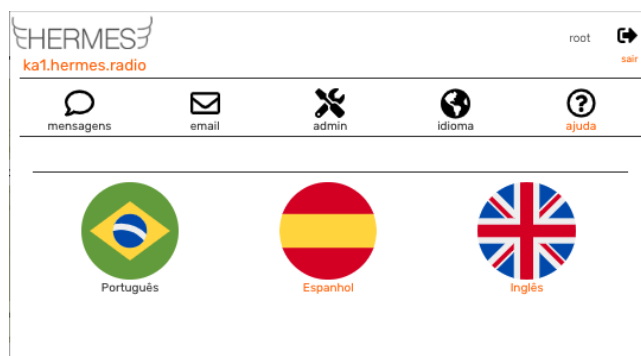 HERMES
root
ka1.hermes.radio
sair
mensagens email admin idioma ajuda
Português Espanhol Inglês